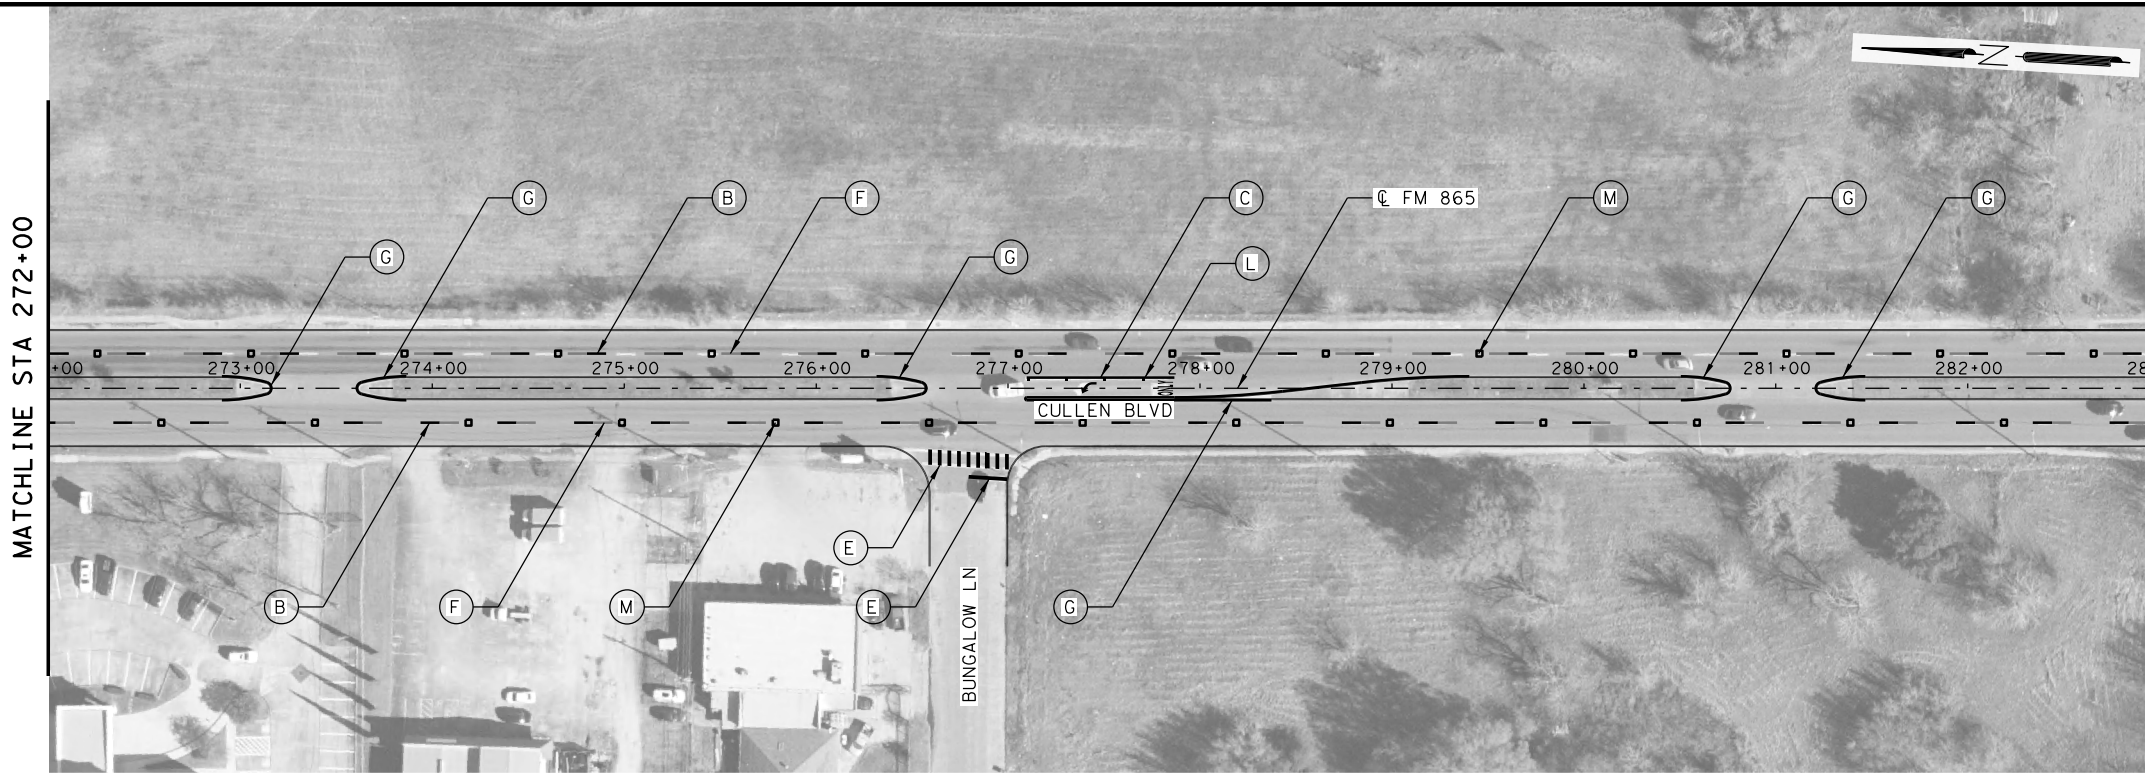 MATCHLINE STA 272+00
N
G
B
F
C
℄ FM 865
M
G
G
G
G
L
+00
273+00
274+00
275+00
276+00
277+00
278+00
279+00
280+00
281+00
282+00
28
ONLY
CULLEN BLVD
E
B
F
M
E
G
BUNGALOW LN